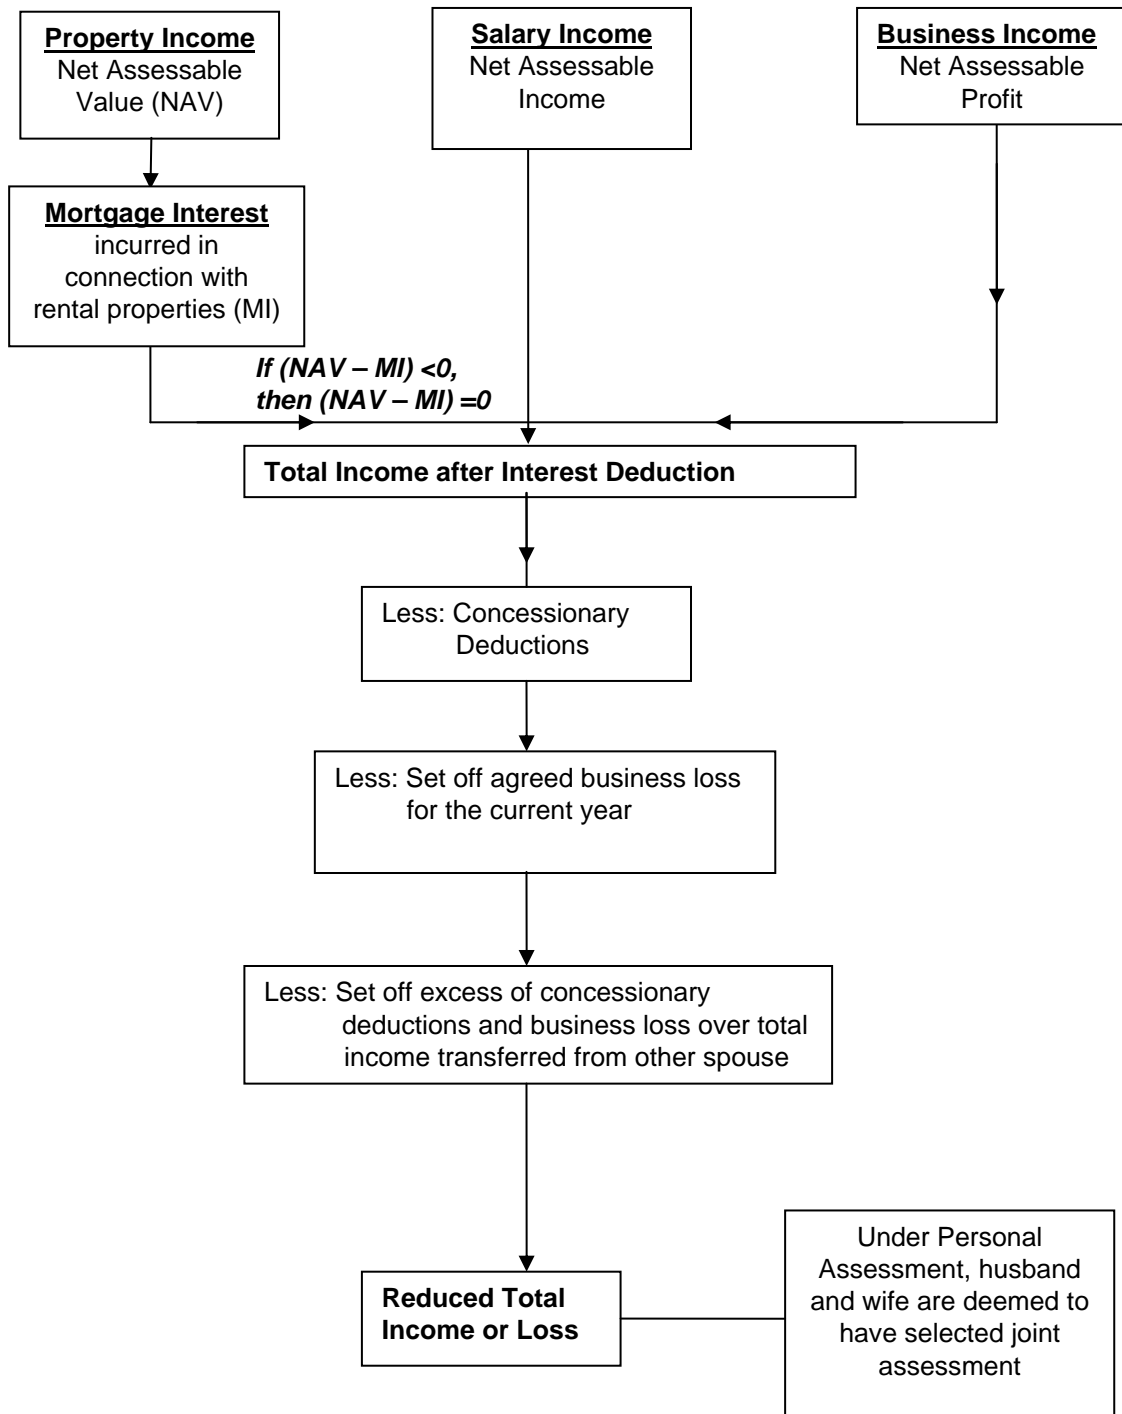 Property Income
Net Assessable
Value (NAV)
Salary Income
Net Assessable
Income
Business Income
Net Assessable
Profit
Mortgage Interest
incurred in
connection with
rental properties (MI)
If (NAV – MI) <0,
then (NAV – MI) =0
Total Income after Interest Deduction
Less: Concessionary
Deductions
Less: Set off agreed business loss
for the current year
Less: Set off excess of concessionary
deductions and business loss over total
income transferred from other spouse
Reduced Total
Income or Loss
Under Personal
Assessment, husband
and wife are deemed to
have selected joint
assessment